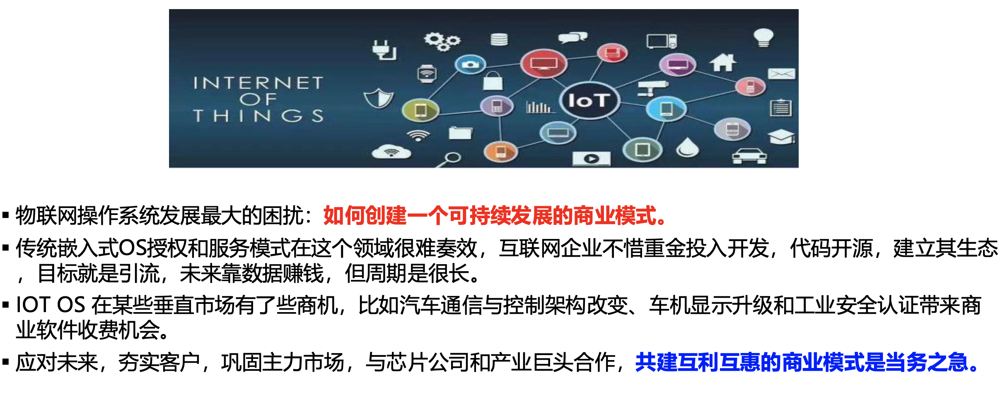 INTERNET
OF
THINGS
IoT
▪ 物联网操作系统发展最大的困扰：如何创建一个可持续发展的商业模式。
▪ 传统嵌入式OS授权和服务模式在这个领域很难奏效，互联网企业不惜重金投入开发，代码开源，建立其生态
，目标就是引流，未来靠数据赚钱，但周期是很长。
▪ IOT OS 在某些垂直市场有了些商机，比如汽车通信与控制架构改变、车机显示升级和工业安全认证带来商
业软件收费机会。
▪ 应对未来，夯实客户，巩固主力市场，与芯片公司和产业巨头合作，共建互利互惠的商业模式是当务之急。